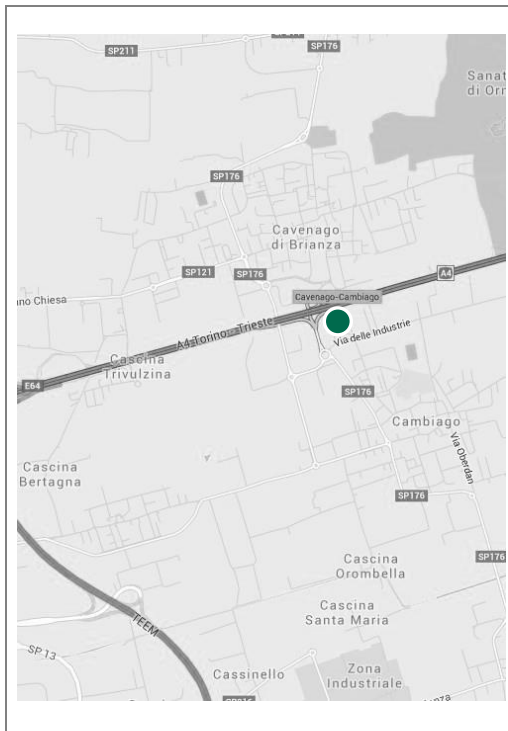 SP176
SP211
Sanat
di Orr
SP176
Cavenago
di Brianza
SP121
SP176
A4
Cavenago-Cambiago
ano Chiesa
A4 Torino - Trieste
Via delle Industrie
Cascina
Trivulzina
E64
SP176
Cambiago
Via Oberdan
Cascina
Bertagna
SP176
SP176
Cascina
Orombella
Cascina
Santa Maria
TEEM
SP 13
Cassinello
Zona
Industriale